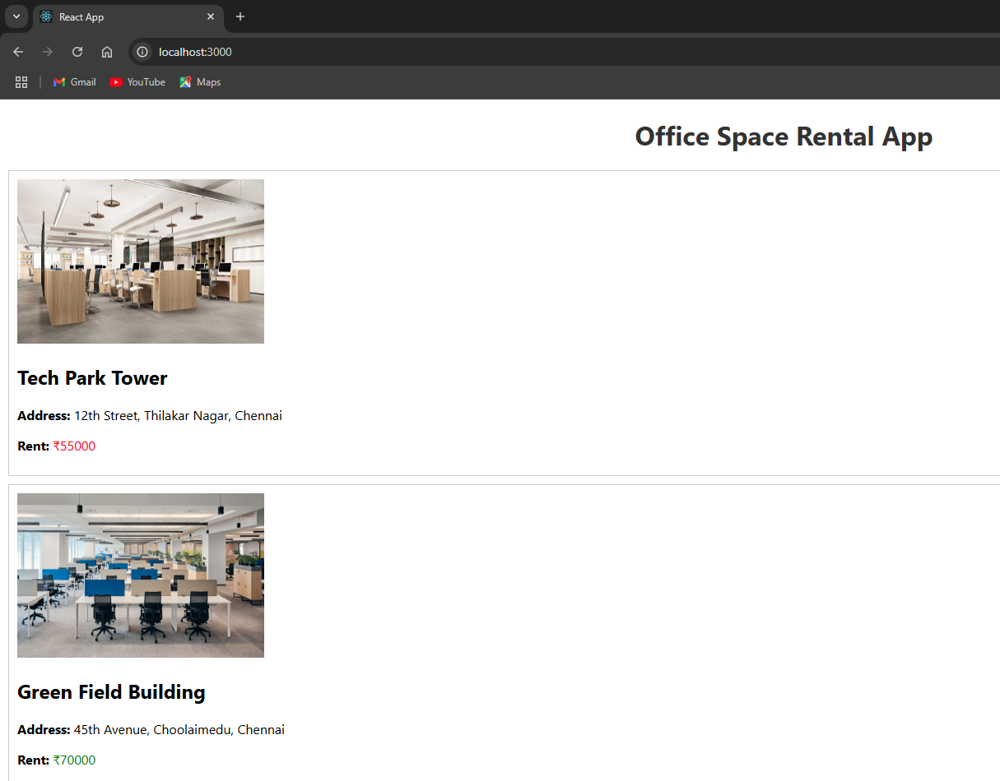 React App
localhost:3000
Gmail YouTube Maps
Office Space Rental App
Tech Park Tower
Address: 12th Street, Thilakar Nagar, Chennai
Rent: ₹55000
Green Field Building
Address: 45th Avenue, Choolaimedu, Chennai
Rent: ₹70000